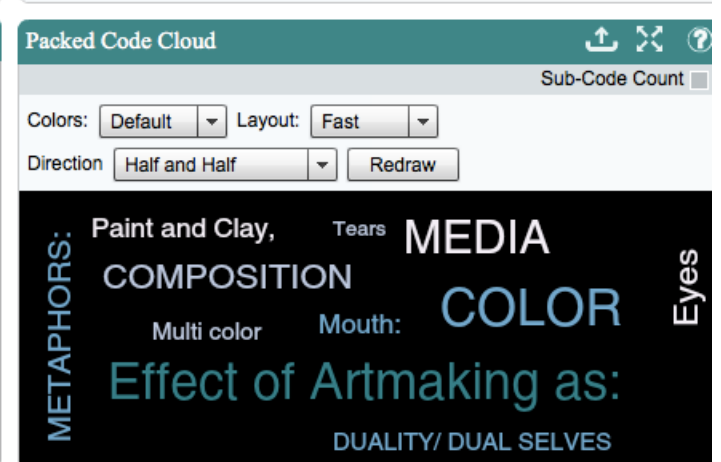 Packed Code Cloud
Sub-Code Count
Colors: Default Layout: Fast
Direction Half and Half Redraw
METAPHORS:
Paint and Clay,
Tears
MEDIA
Eyes
COMPOSITION
COLOR
Multi color
Mouth:
Effect of Artmaking as:
DUALITY/ DUAL SELVES